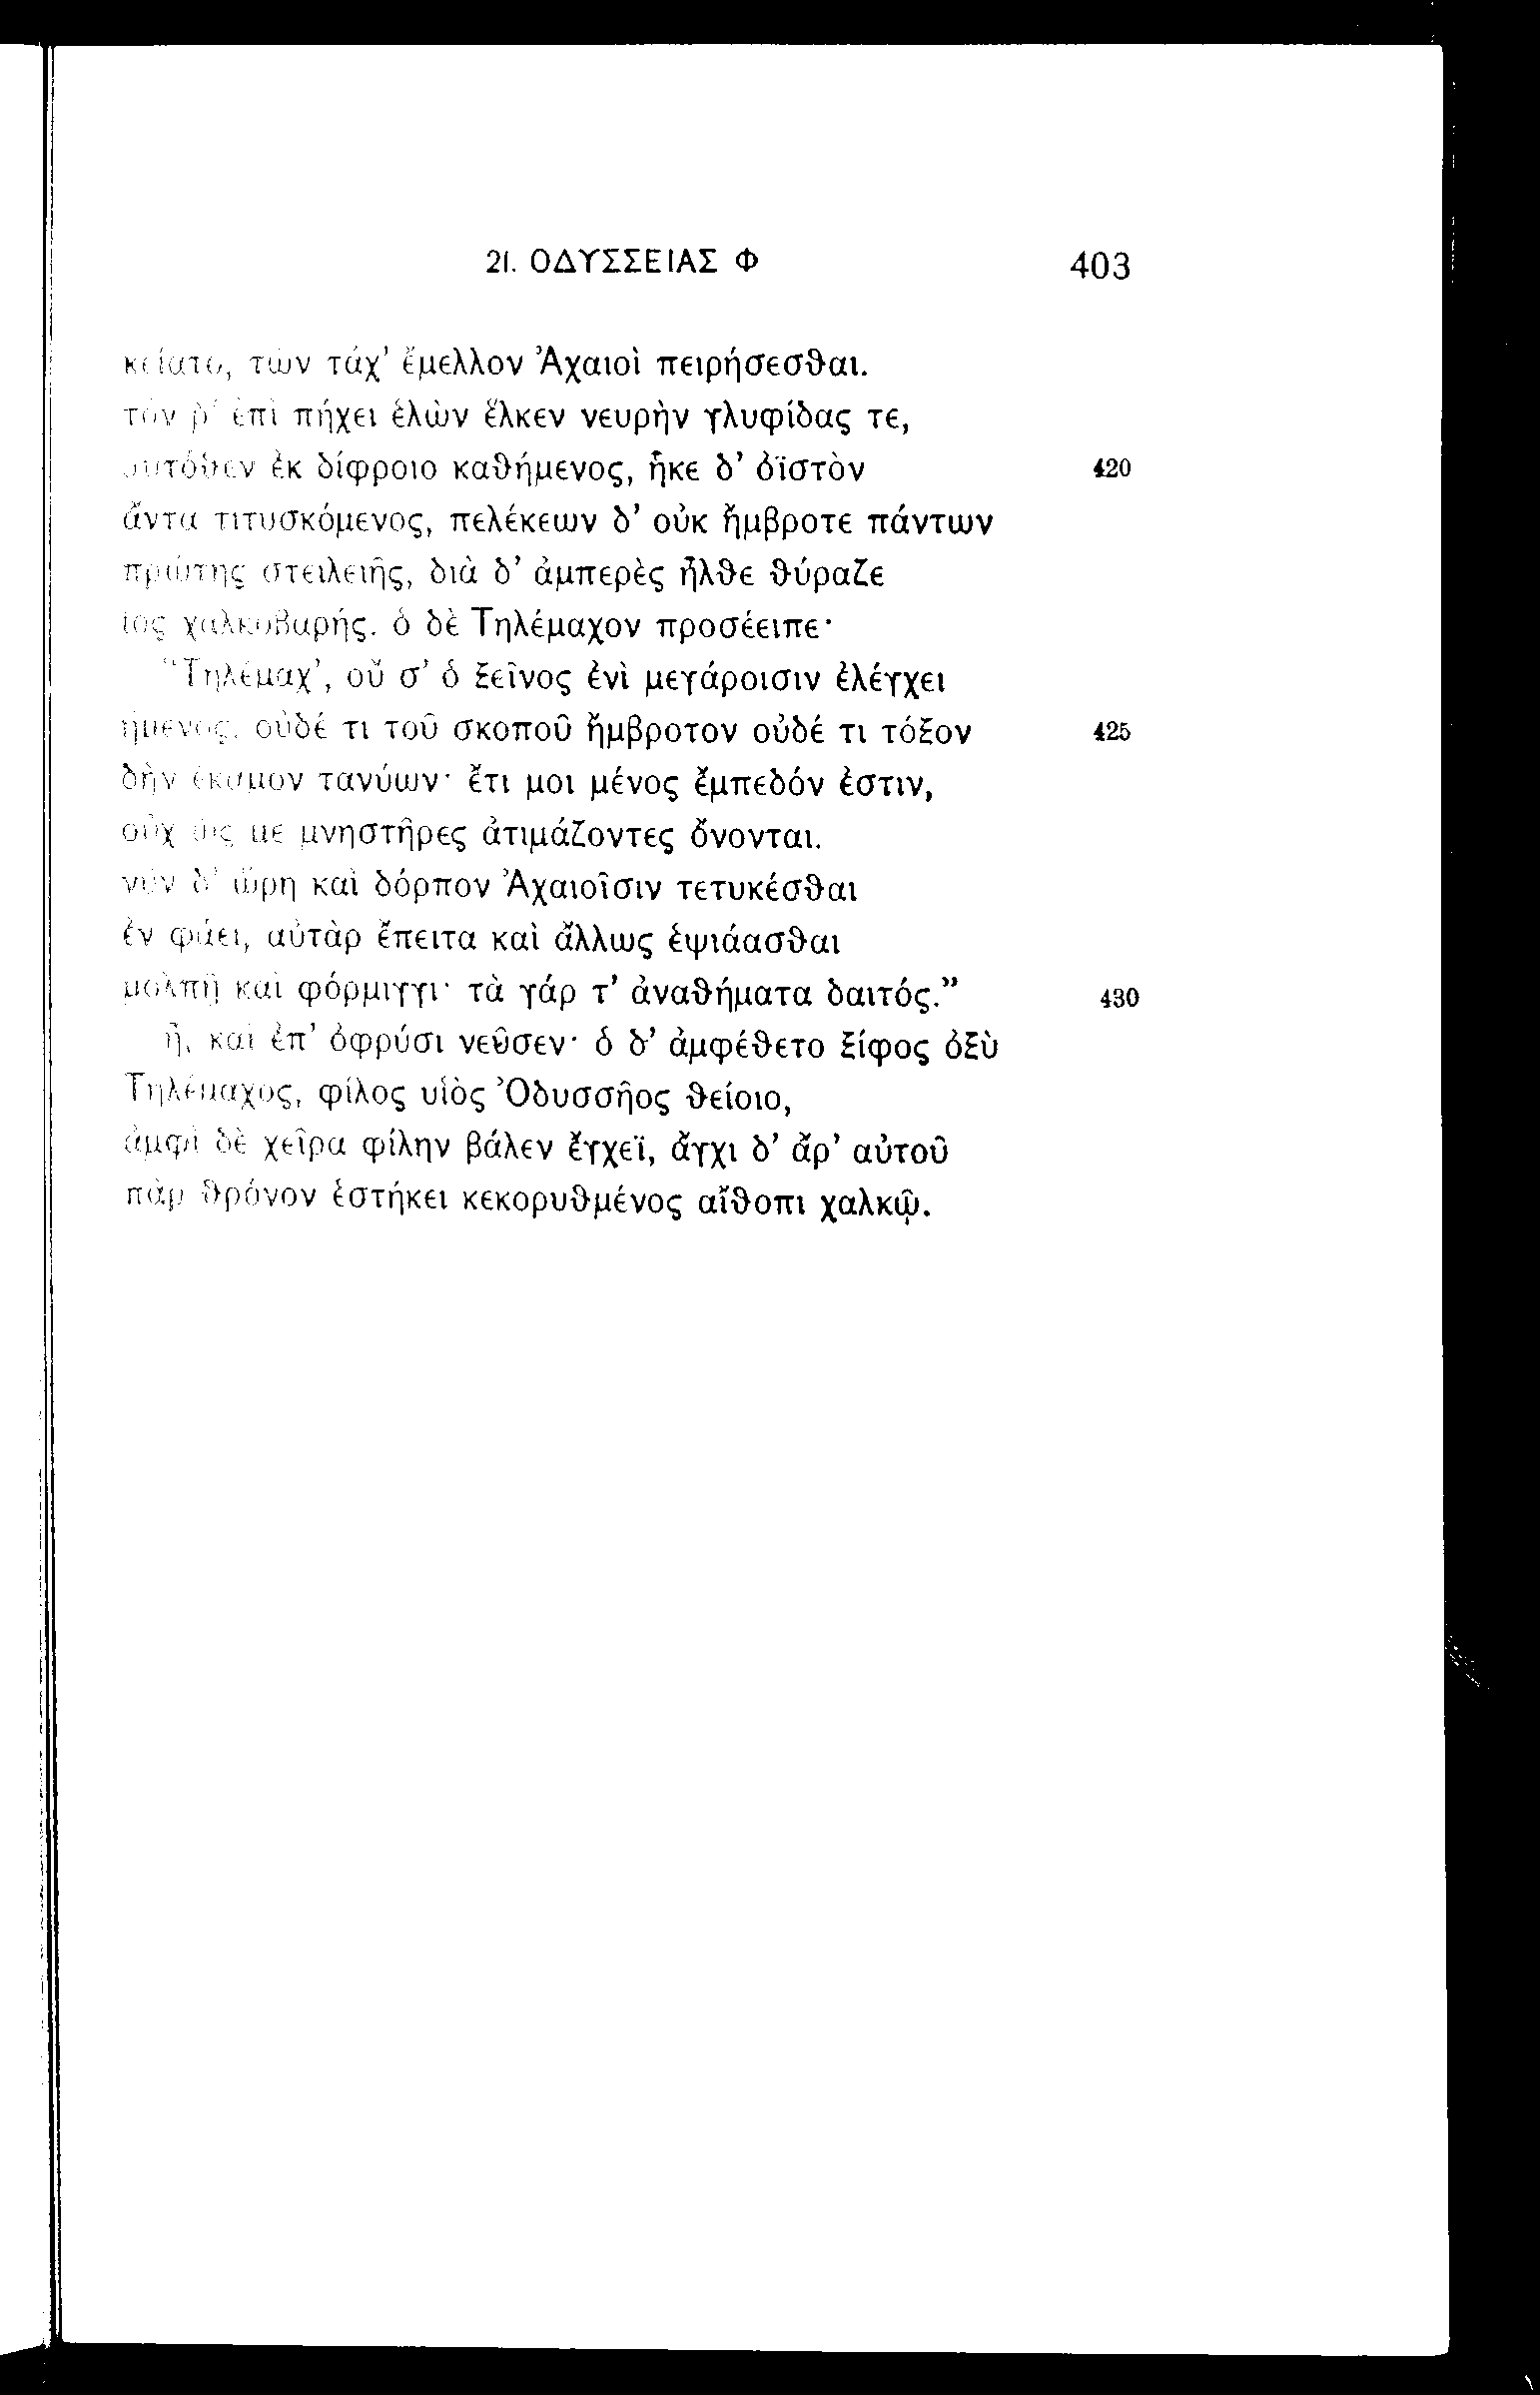 21. ΟΔΥΣΣΕΙΑΣ Φ 403
κείατο, τῶν τάχ’ ἔμελλον Ἀχαιοὶ πειρήσεσθαι.
τόν ῥ’ ἐπὶ πήχει ἑλὼν ἕλκεν νευρὴν γλυφίδας τε,
αὐτόθεν ἐκ δίφροιο καθήμενος, ἧκε δ’ ὀϊστὸν 420
ἄντα τιτυσκόμενος, πελέκεων δ’ οὐκ ἤμβροτε πάντων
πρώτης στειλειῆς, διὰ δ’ ἀμπερὲς ἦλθε θύραζε
ἰὸς χαλκοβαρής. ὁ δὲ Τηλέμαχον προσέειπε·
“Τηλέμαχ’, οὔ σ’ ὁ ξεῖνος ἐνὶ μεγάροισιν ἐλέγχει
ἥμενος, οὐδέ τι τοῦ σκοποῦ ἤμβροτον οὐδέ τι τόξον 425
δὴν ἔκαμον τανύων· ἔτι μοι μένος ἔμπεδόν ἐστιν,
οὐχ ὥς με μνηστῆρες ἀτιμάζοντες ὄνονται.
νῦν δ’ ὥρη καὶ δόρπον Ἀχαιοῖσιν τετυκέσθαι
ἐν φάει, αὐτὰρ ἔπειτα καὶ ἄλλως ἑψιάασθαι
μολπῇ καὶ φόρμιγγι· τὰ γάρ τ’ ἀναθήματα δαιτός.” 430
ἦ, καὶ ἐπ’ ὀφρύσι νεῦσεν· ὁ δ’ ἀμφέθετο ξίφος ὀξὺ
Τηλέμαχος, φίλος υἱὸς Ὀδυσσῆος θείοιο,
ἀμφὶ δὲ χεῖρα φίλην βάλεν ἔγχεϊ, ἄγχι δ’ ἄρ’ αὐτοῦ
πὰρ θρόνον ἑστήκει κεκορυθμένος αἴθοπι χαλκῷ.